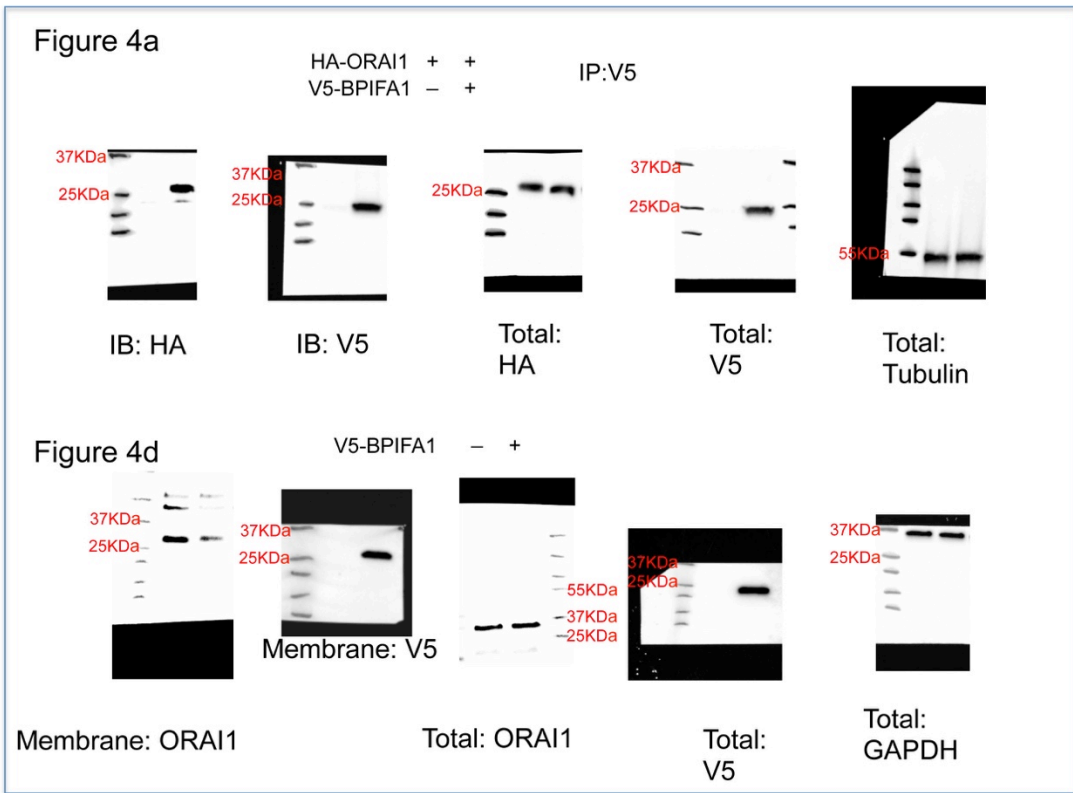 Figure 4a
HA-ORAI1 + +
V5-BPIFA1 – +
IP:V5
37KDa
25KDa
37KDa
25KDa
25KDa
37KDa
25KDa
55KDa
IB: HA
IB: V5
Total:
HA
Total:
V5
Total:
Tubulin
Figure 4d
V5-BPIFA1 – +
37KDa
25KDa
37KDa
25KDa
55KDa
37KDa
25KDa
37KDa
25KDa
37KDa
25KDa
Membrane: ORAI1
Membrane: V5
Total: ORAI1
Total:
V5
Total:
GAPDH